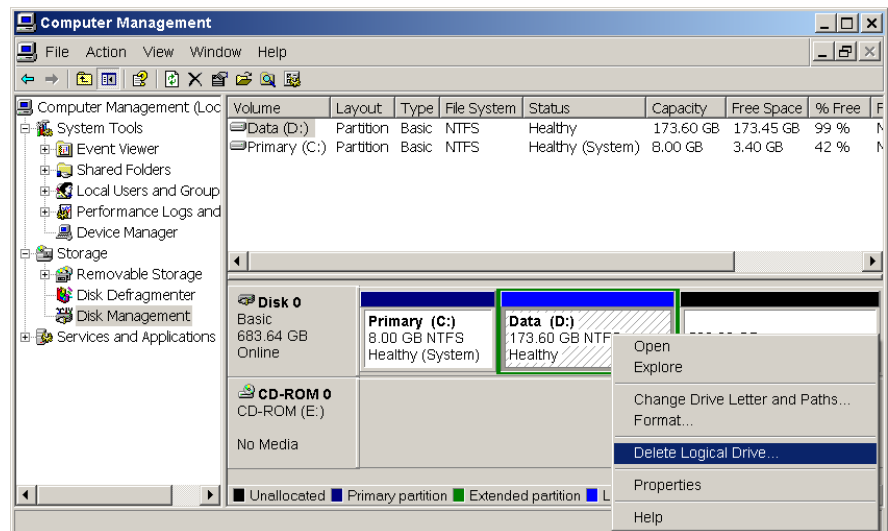 Computer Management
File Action View Window Help
Computer Management (Loc
System Tools
Event Viewer
Shared Folders
Local Users and Group
Performance Logs and
Device Manager
Storage
Removable Storage
Disk Defragmenter
Disk Management
Services and Applications
Volume Layout Type File System Status Capacity Free Space % Free F
Data (D:) Partition Basic NTFS Healthy 173.60 GB 173.45 GB 99 %
Primary (C:) Partition Basic NTFS Healthy (System) 8.00 GB 3.40 GB 42 %
Disk 0
Basic
683.64 GB
Online
Primary (C:)
8.00 GB NTFS
Healthy (System)
Data (D:)
173.60 GB NTF
Healthy
CD-ROM 0
CD-ROM (E:)
No Media
Open
Explore
Change Drive Letter and Paths...
Format...
Delete Logical Drive...
Properties
Help
Unallocated Primary partition Extended partition L